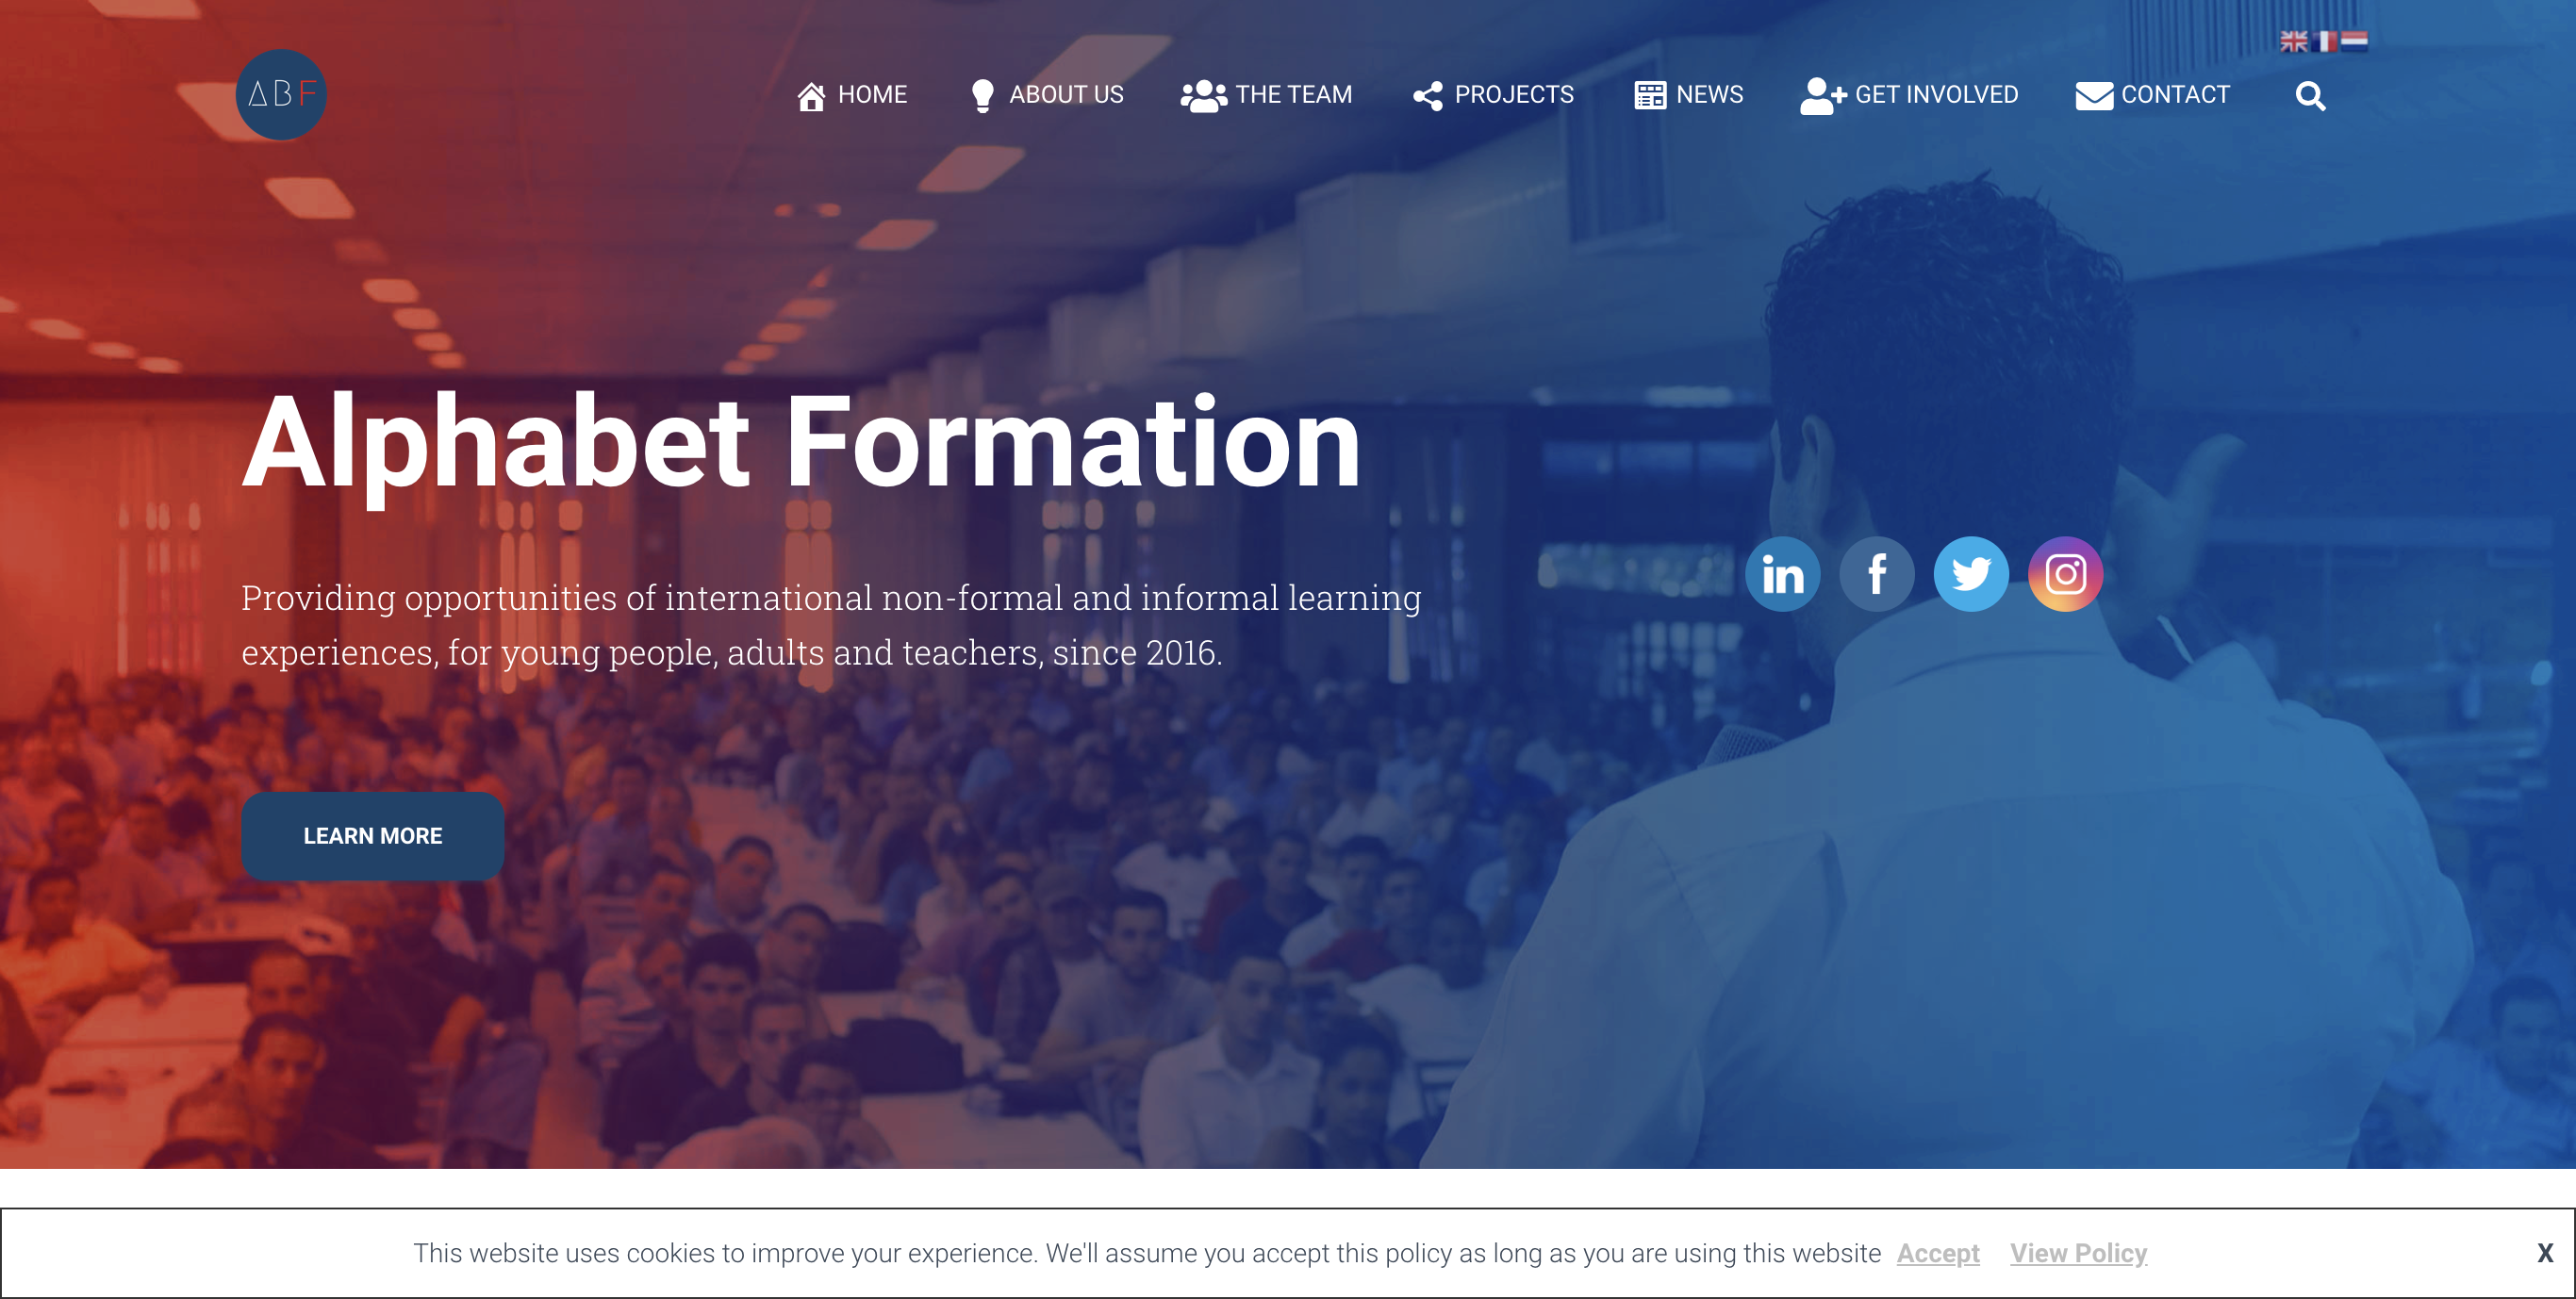 ABF
HOME ABOUT US THE TEAM PROJECTS NEWS GET INVOLVED CONTACT
Alphabet Formation
Providing opportunities of international non-formal and informal learning
experiences, for young people, adults and teachers, since 2016.
in f
LEARN MORE
This website uses cookies to improve your experience. We'll assume you accept this policy as long as you are using this website Accept View Policy X